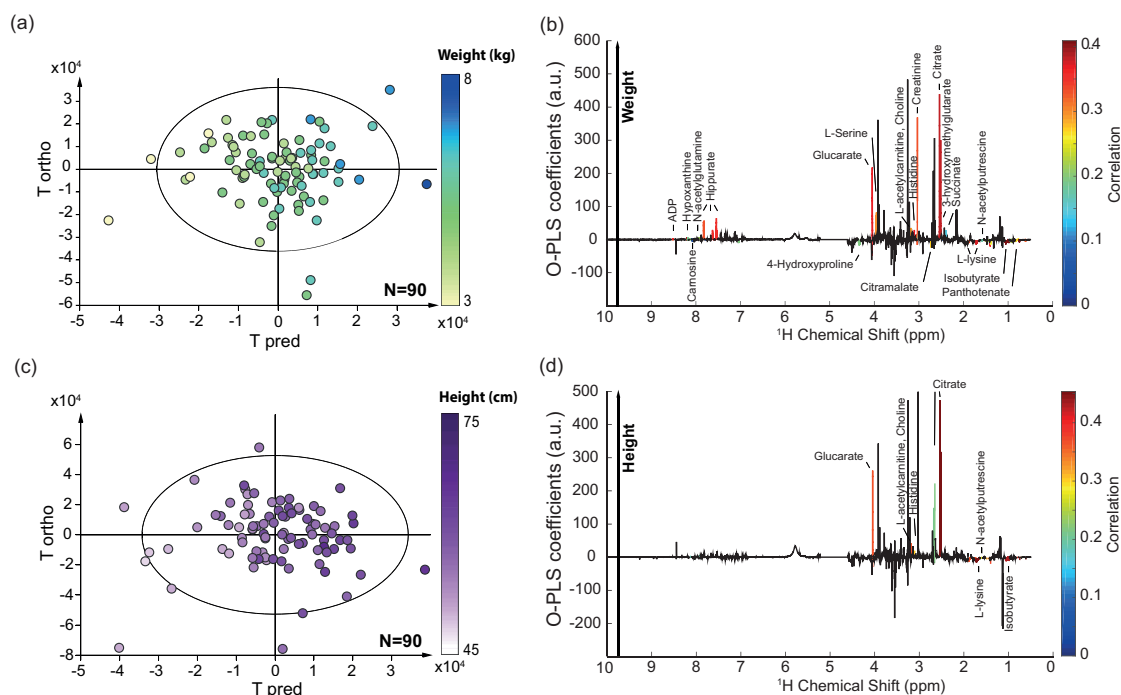 (a)
Weight (kg)
x10⁴
8
3
T ortho
3
2
1
0
-1
-2
-3
-4
-5
-6
-5
-4
-3
-2
-1
0
1
2
3
x10⁴
T pred
N=90
(b)
Weight
O-PLS coefficients (a.u.)
600
500
400
300
200
100
0
-100
ADP
Hypoxanthine
N-acetylglutamine
Hippurate
Carnosine
4-Hydroxyproline
Glucarate
L-Serine
L-acetylcarnitine, Choline
Histidine
Creatinine
Citrate
3-hydroxymethylglutarate
Succinate
N-acetylputrescine
Citramalate
L-lysine
Isobutyrate
Panthotenate
10
9
8
7
6
5
4
3
2
1
0
¹H Chemical Shift (ppm)
0.4
0.3
0.2
0.1
0
Correlation
(c)
Height (cm)
x10⁴
75
45
T ortho
6
4
2
0
-2
-4
-6
-8
-5
-4
-3
-2
-1
0
1
2
3
4
x10⁴
T pred
N=90
(d)
Height
O-PLS coefficients (a.u.)
500
400
300
200
100
0
-100
-200
Glucarate
L-acetylcarnitine, Choline
Histidine
Citrate
N-acetylputrescine
L-lysine
Isobutyrate
10
9
8
7
6
5
4
3
2
1
0
¹H Chemical Shift (ppm)
0.4
0.3
0.2
0.1
0
Correlation